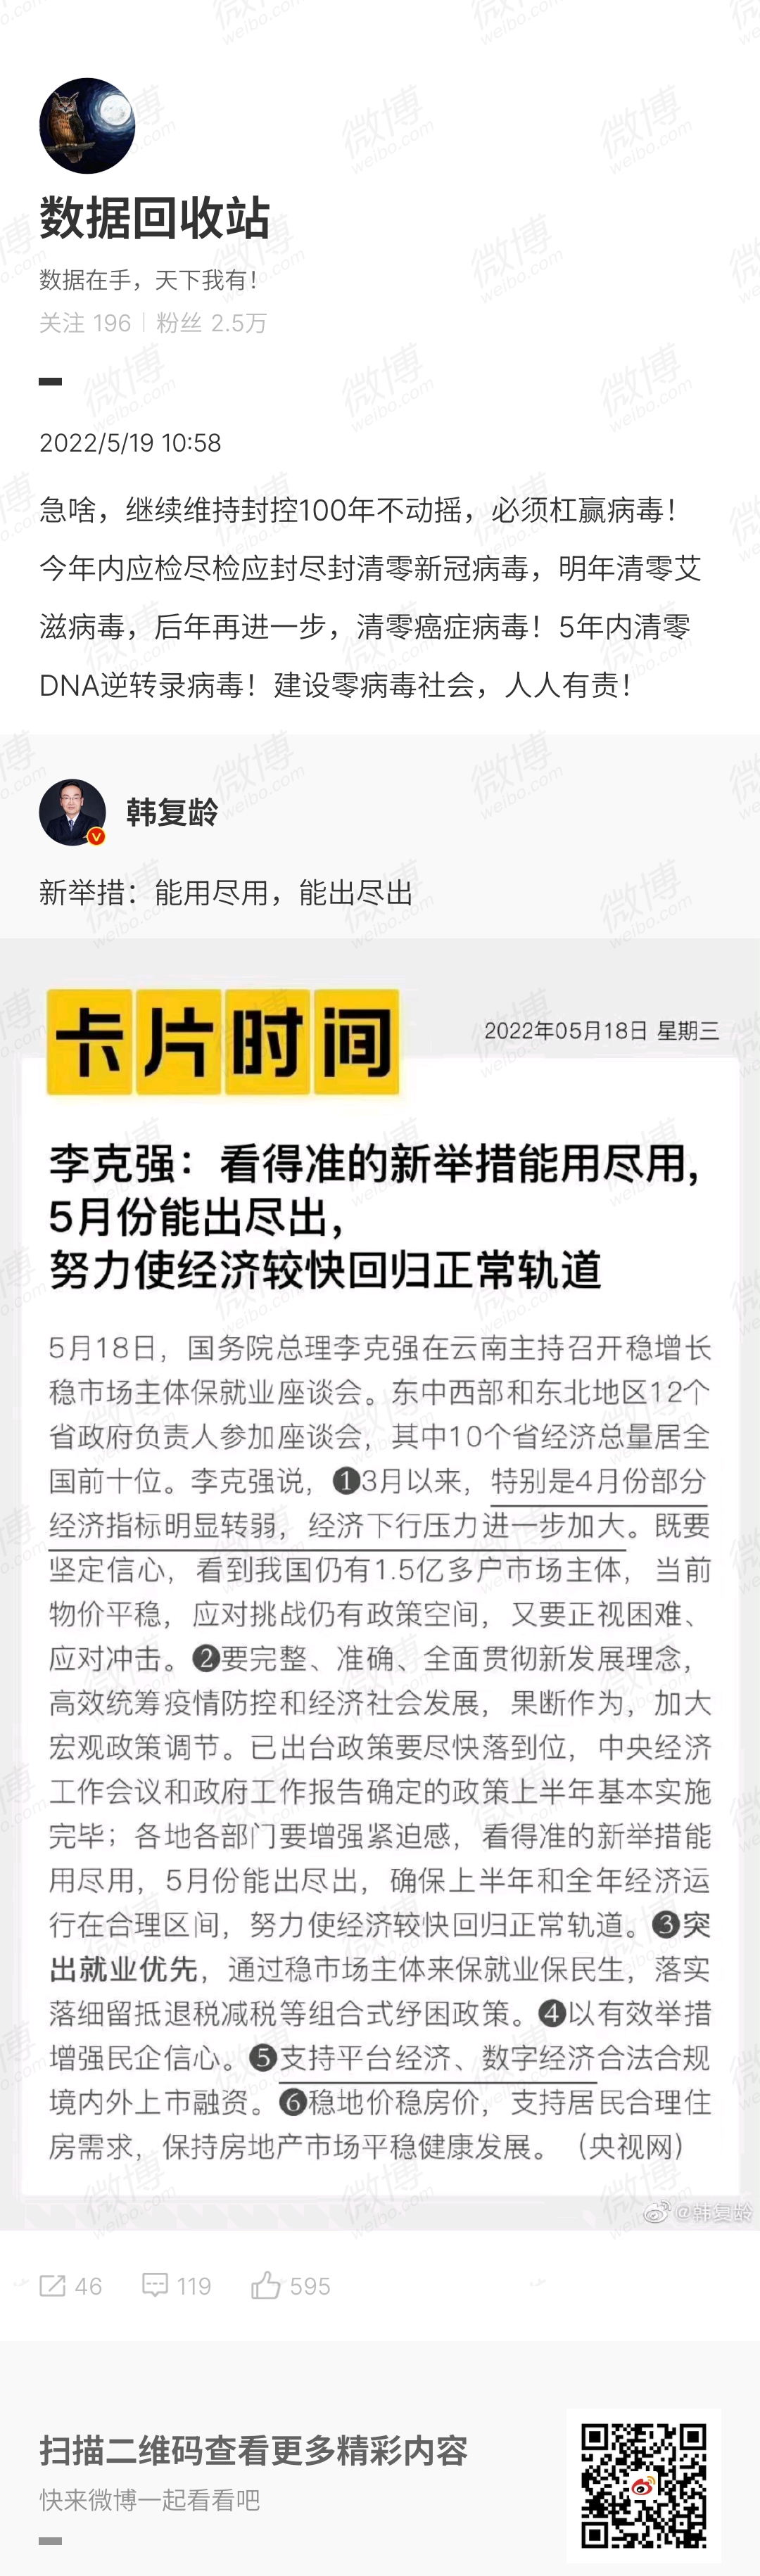 数据回收站
数据在手，天下我有！
关注 196 | 粉丝 2.5万
2022/5/19 10:58
急啥，继续维持封控100年不动摇，必须杠赢病毒！
今年内应检尽检应封尽封清零新冠病毒，明年清零艾
滋病毒，后年再进一步，清零癌症病毒！5年内清零
DNA逆转录病毒！建设零病毒社会，人人有责！
韩复龄
新举措：能用尽用，能出尽出
卡片时间
2022年05月18日 星期三
李克强：看得准的新举措能用尽用，
5月份能出尽出，
努力使经济较快回归正常轨道
5月18日，国务院总理李克强在云南主持召开稳增长
稳市场主体保就业座谈会。东中西部和东北地区12个
省政府负责人参加座谈会，其中10个省经济总量居全
国前十位。李克强说，❶3月以来，特别是4月份部分
经济指标明显转弱，经济下行压力进一步加大。既要
坚定信心，看到我国仍有1.5亿多户市场主体，当前
物价平稳，应对挑战仍有政策空间，又要正视困难、
应对冲击。❷要完整、准确、全面贯彻新发展理念，
高效统筹疫情防控和经济社会发展，果断作为，加大
宏观政策调节。已出台政策要尽快落到位，中央经济
工作会议和政府工作报告确定的政策上半年基本实施
完毕；各地各部门要增强紧迫感，看得准的新举措能
用尽用，5月份能出尽出，确保上半年和全年经济运
行在合理区间，努力使经济较快回归正常轨道。❸突
出就业优先，通过稳市场主体来保就业保民生，落实
落细留抵退税减税等组合式纾困政策。❹以有效举措
增强民企信心。❺支持平台经济、数字经济合法合规
境内外上市融资。❻稳地价稳房价，支持居民合理住
房需求，保持房地产市场平稳健康发展。（央视网）
@韩复龄
46 119 595
扫描二维码查看更多精彩内容
快来微博一起看看吧
微博
weibo.com